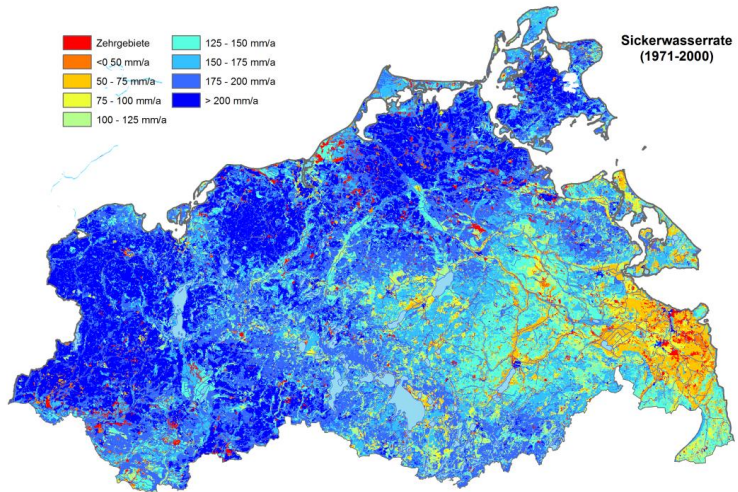 Zehrgebiete
<0 50 mm/a
50 - 75 mm/a
75 - 100 mm/a
100 - 125 mm/a
125 - 150 mm/a
150 - 175 mm/a
175 - 200 mm/a
> 200 mm/a
Sickerwasserrate
(1971-2000)